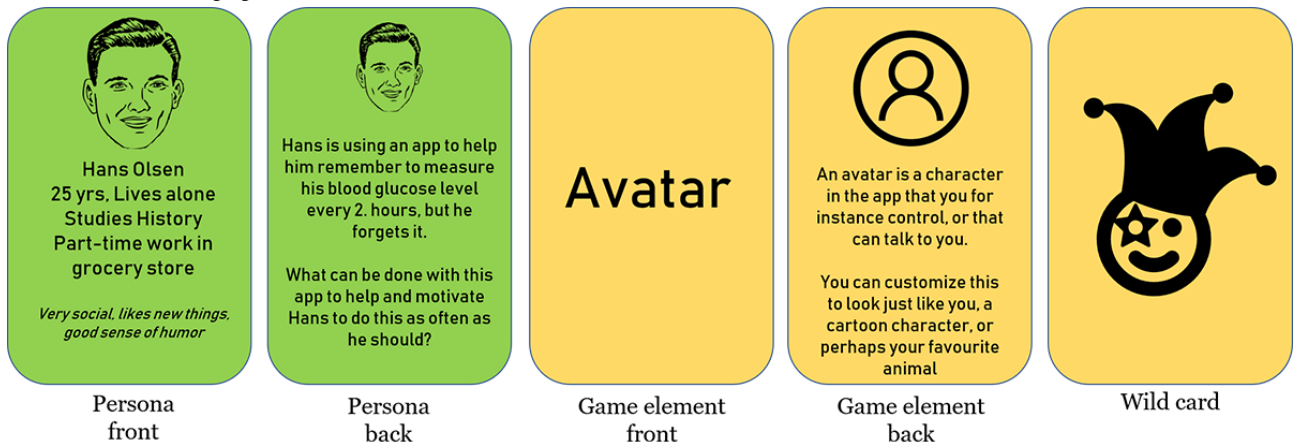 Hans Olsen
25 yrs, Lives alone
Studies History
Part-time work in
grocery store
Very social, likes new things,
good sense of humor
Hans is using an app to help
him remember to measure
his blood glucose level
every 2. hours, but he
forgets it.
What can be done with this
app to help and motivate
Hans to do this as often as
he should?
Avatar
An avatar is a character
in the app that you for
instance control, or that
can talk to you.
You can customize this
to look just like you, a
cartoon character, or
perhaps your favourite
animal
Persona
front
Persona
back
Game element
front
Game element
back
Wild card